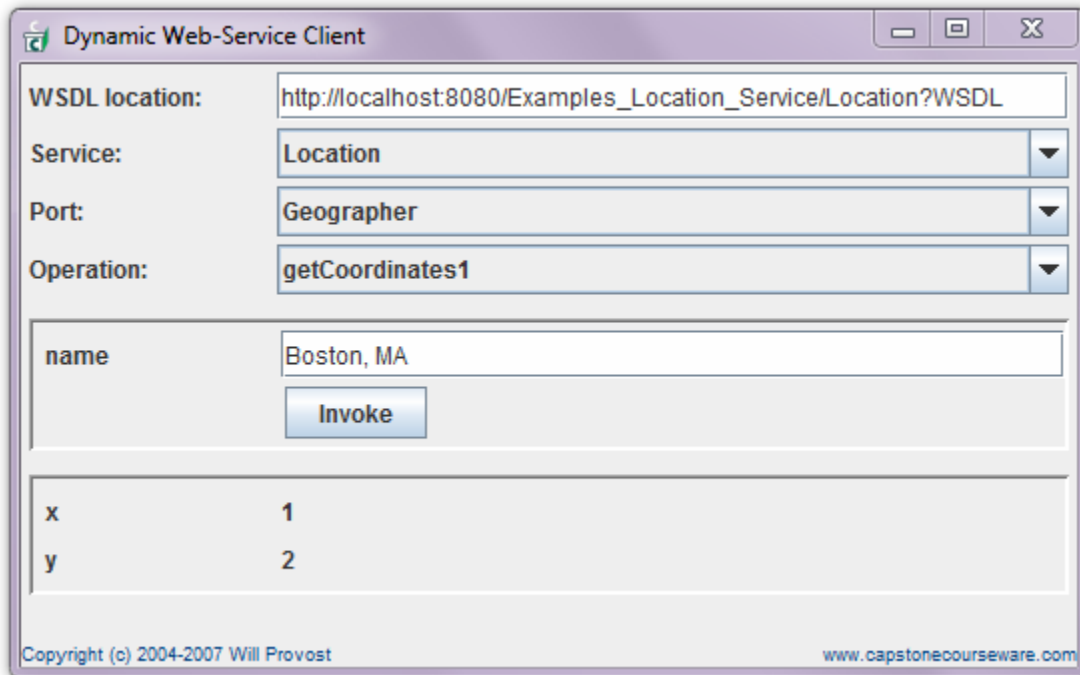 Dynamic Web-Service Client
WSDL location: http://localhost:8080/Examples_Location_Service/Location?WSDL
Service: Location
Port: Geographer
Operation: getCoordinates1
name Boston, MA
Invoke
x 1
y 2
Copyright (c) 2004-2007 Will Provost www.capstonecourseware.com